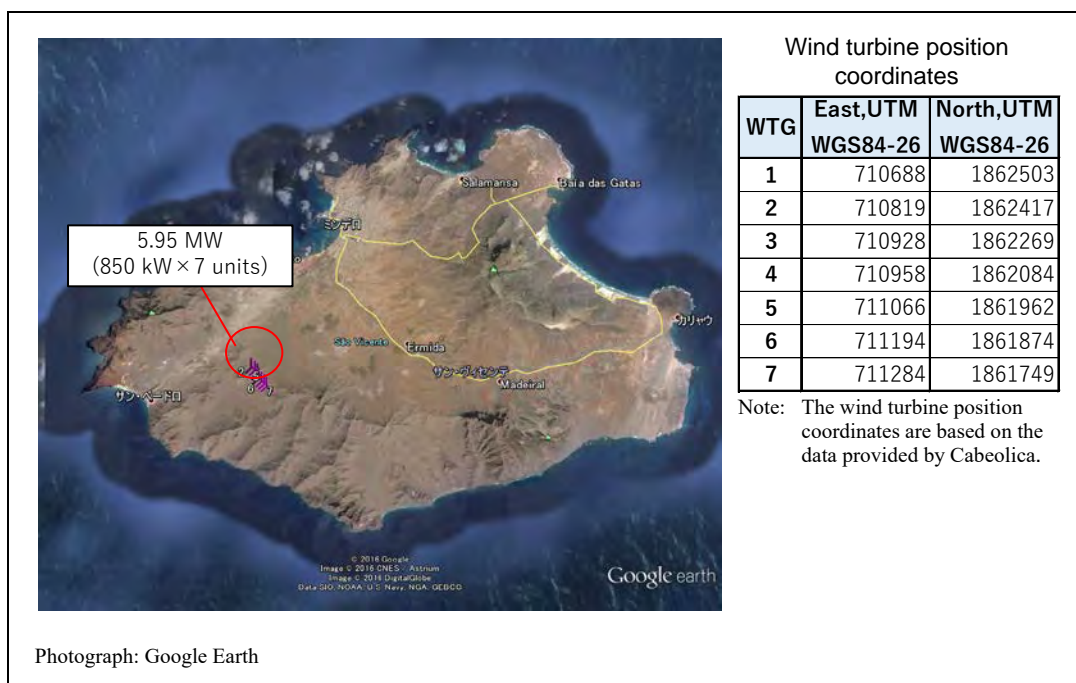 Salamansa
Baia das Gatas
ミンデロ
5.95 MW
(850 kW × 7 units)
カリャウ
São Vicente
Ermida
2
6
7
サン・ヴィセンテ
Madeiral
サン・ペードロ
© 2016 Google
Image © 2016 CNES / Astrium
Image © 2016 DigitalGlobe
Data SIO, NOAA, U.S. Navy, NGA, GEBCO
Google earth
Wind turbine position
coordinates
WTG East,UTM North,UTM
WGS84-26 WGS84-26
1 710688 1862503
2 710819 1862417
3 710928 1862269
4 710958 1862084
5 711066 1861962
6 711194 1861874
7 711284 1861749
Note: The wind turbine position
coordinates are based on the
data provided by Cabeolica.
Photograph: Google Earth